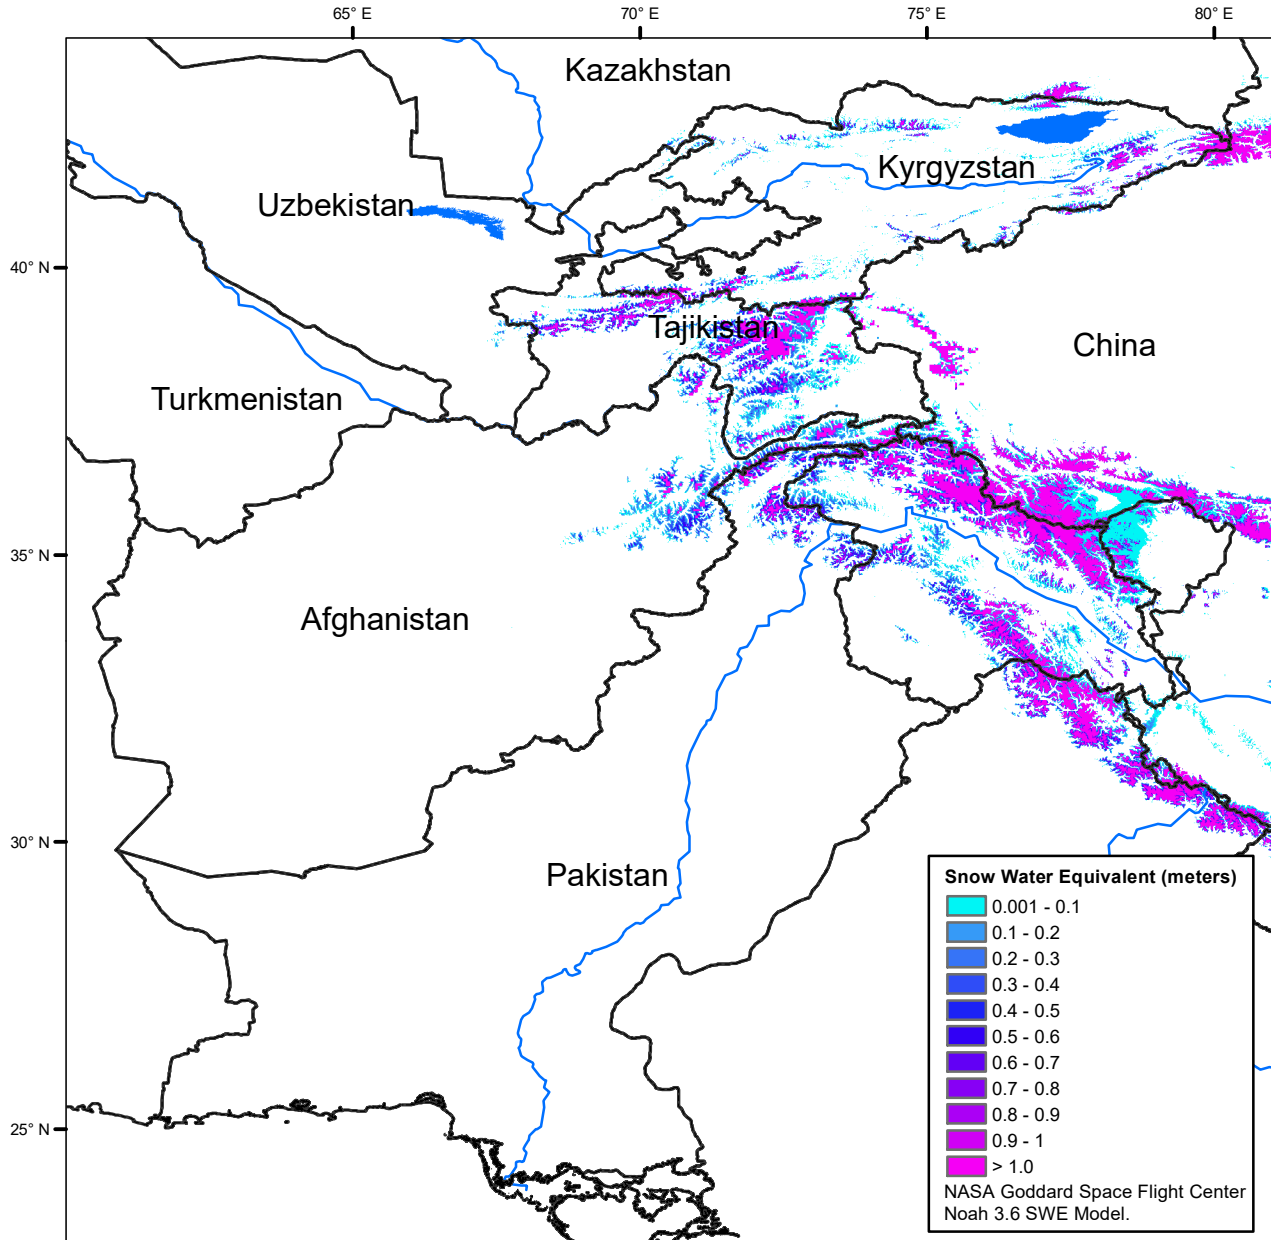 65° E
70° E
75° E
80° E
Kazakhstan
Kyrgyzstan
Uzbekistan
40° N
Tajikistan
China
Turkmenistan
35° N
Afghanistan
30° N
Pakistan
25° N
Snow Water Equivalent (meters)
0.001 - 0.1
0.1 - 0.2
0.2 - 0.3
0.3 - 0.4
0.4 - 0.5
0.5 - 0.6
0.6 - 0.7
0.7 - 0.8
0.8 - 0.9
0.9 - 1
> 1.0
NASA Goddard Space Flight Center
Noah 3.6 SWE Model.